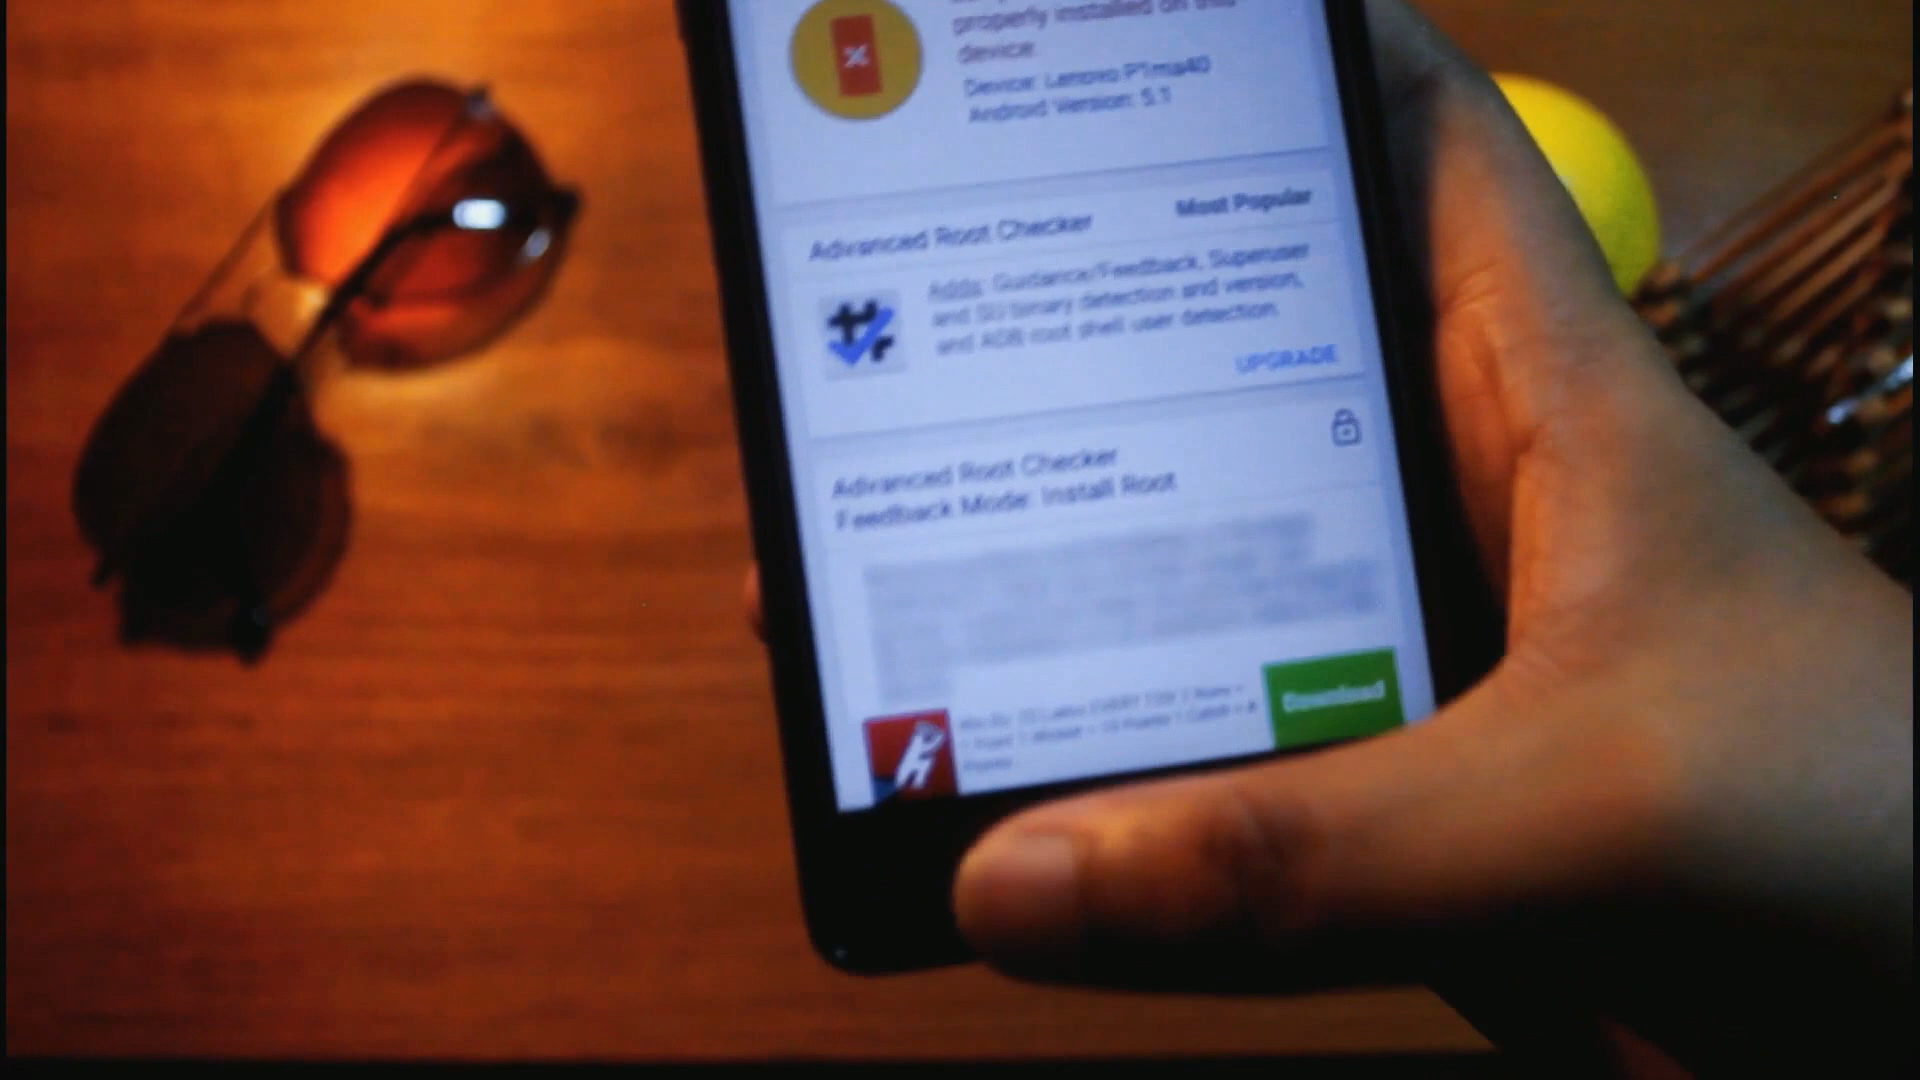 properly installed on this
device
Device: Lenovo P1ma40
Android Version: 5.1
Advanced Root Checker
Most Popular
Adds: Guidance/Feedback, Superuser
and SU binary detection and version,
and ADB root shell user detection.
UPGRADE
Advanced Root Checker
Feedback Mode: Install Root
Download